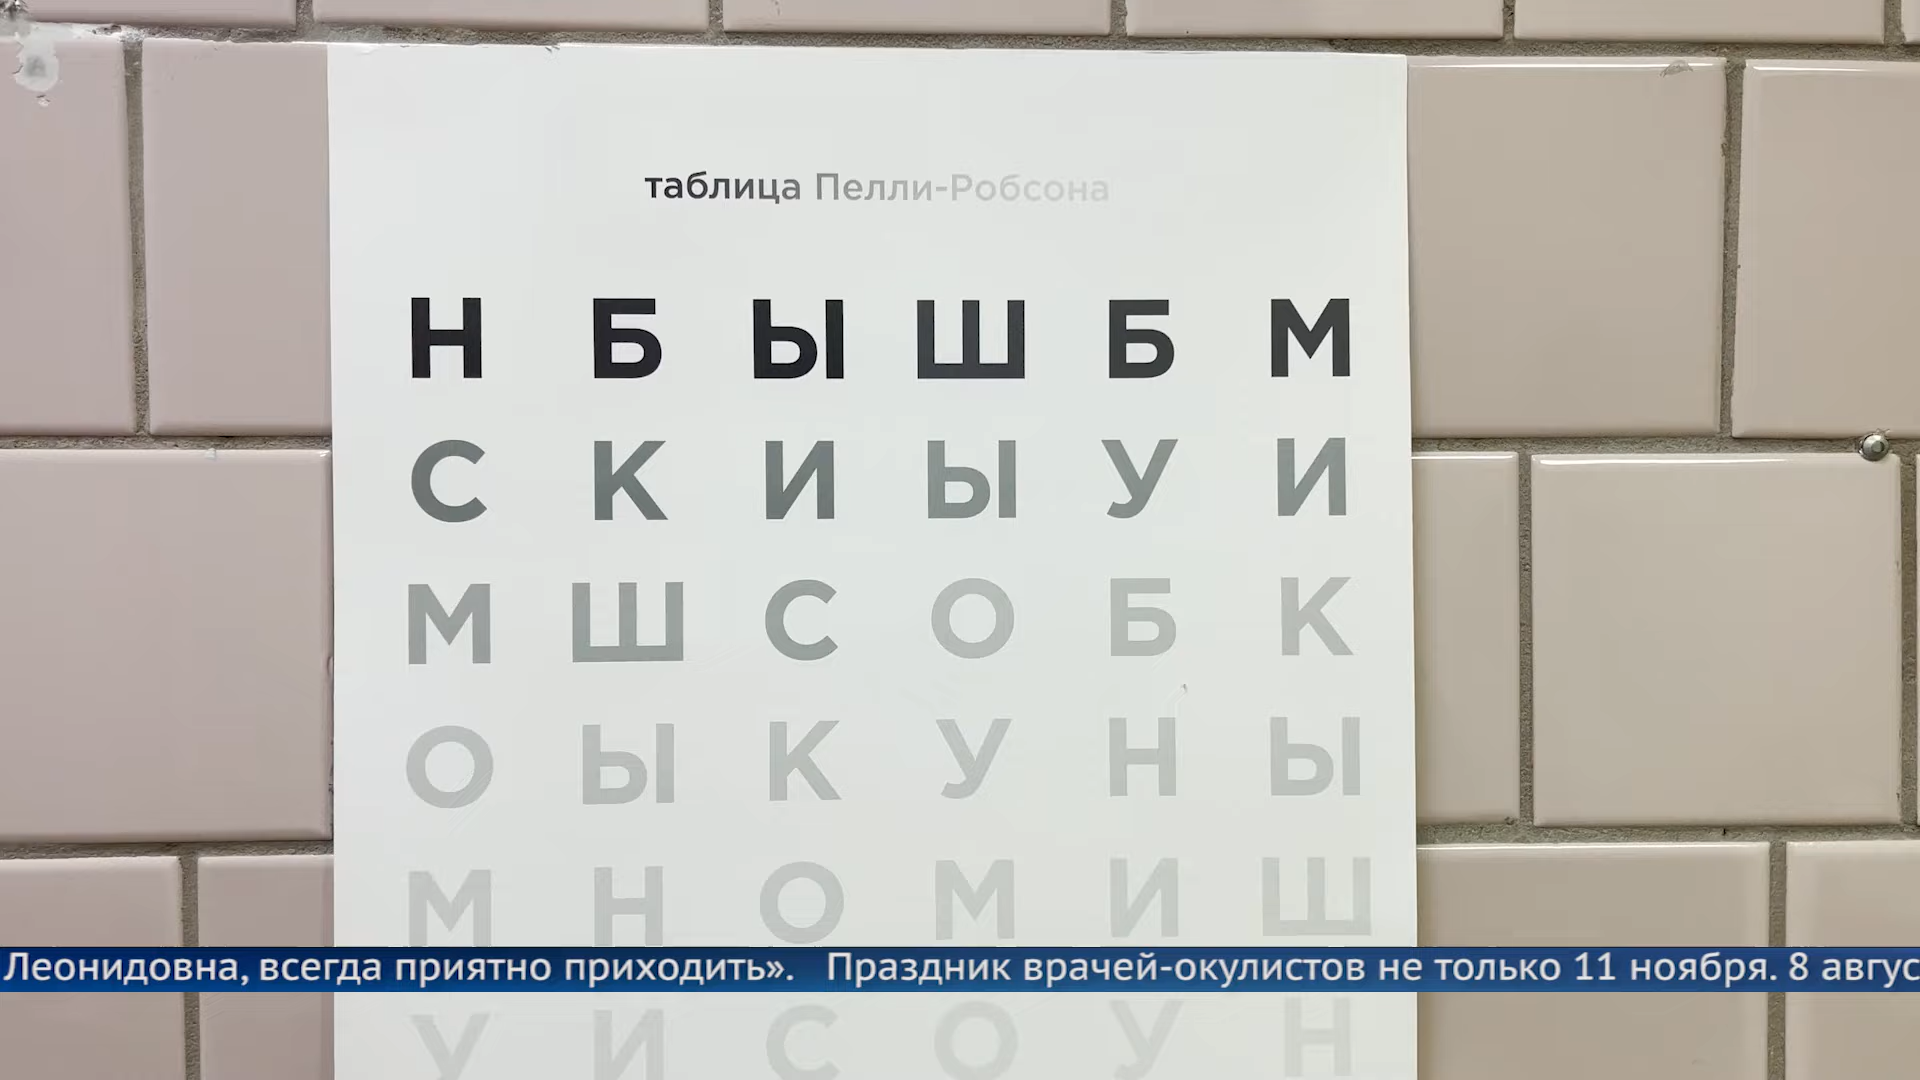 таблица Пелли-Робсона
Н Б Ы Ш Б М
С К И Ы У И
М Ш С О Б К
О Ы К У Н Ы
М Н О М И Ш
Леонидовна, всегда приятно приходить». Праздник врачей-окулистов не только 11 ноября. 8 авгус
У И С О У Н